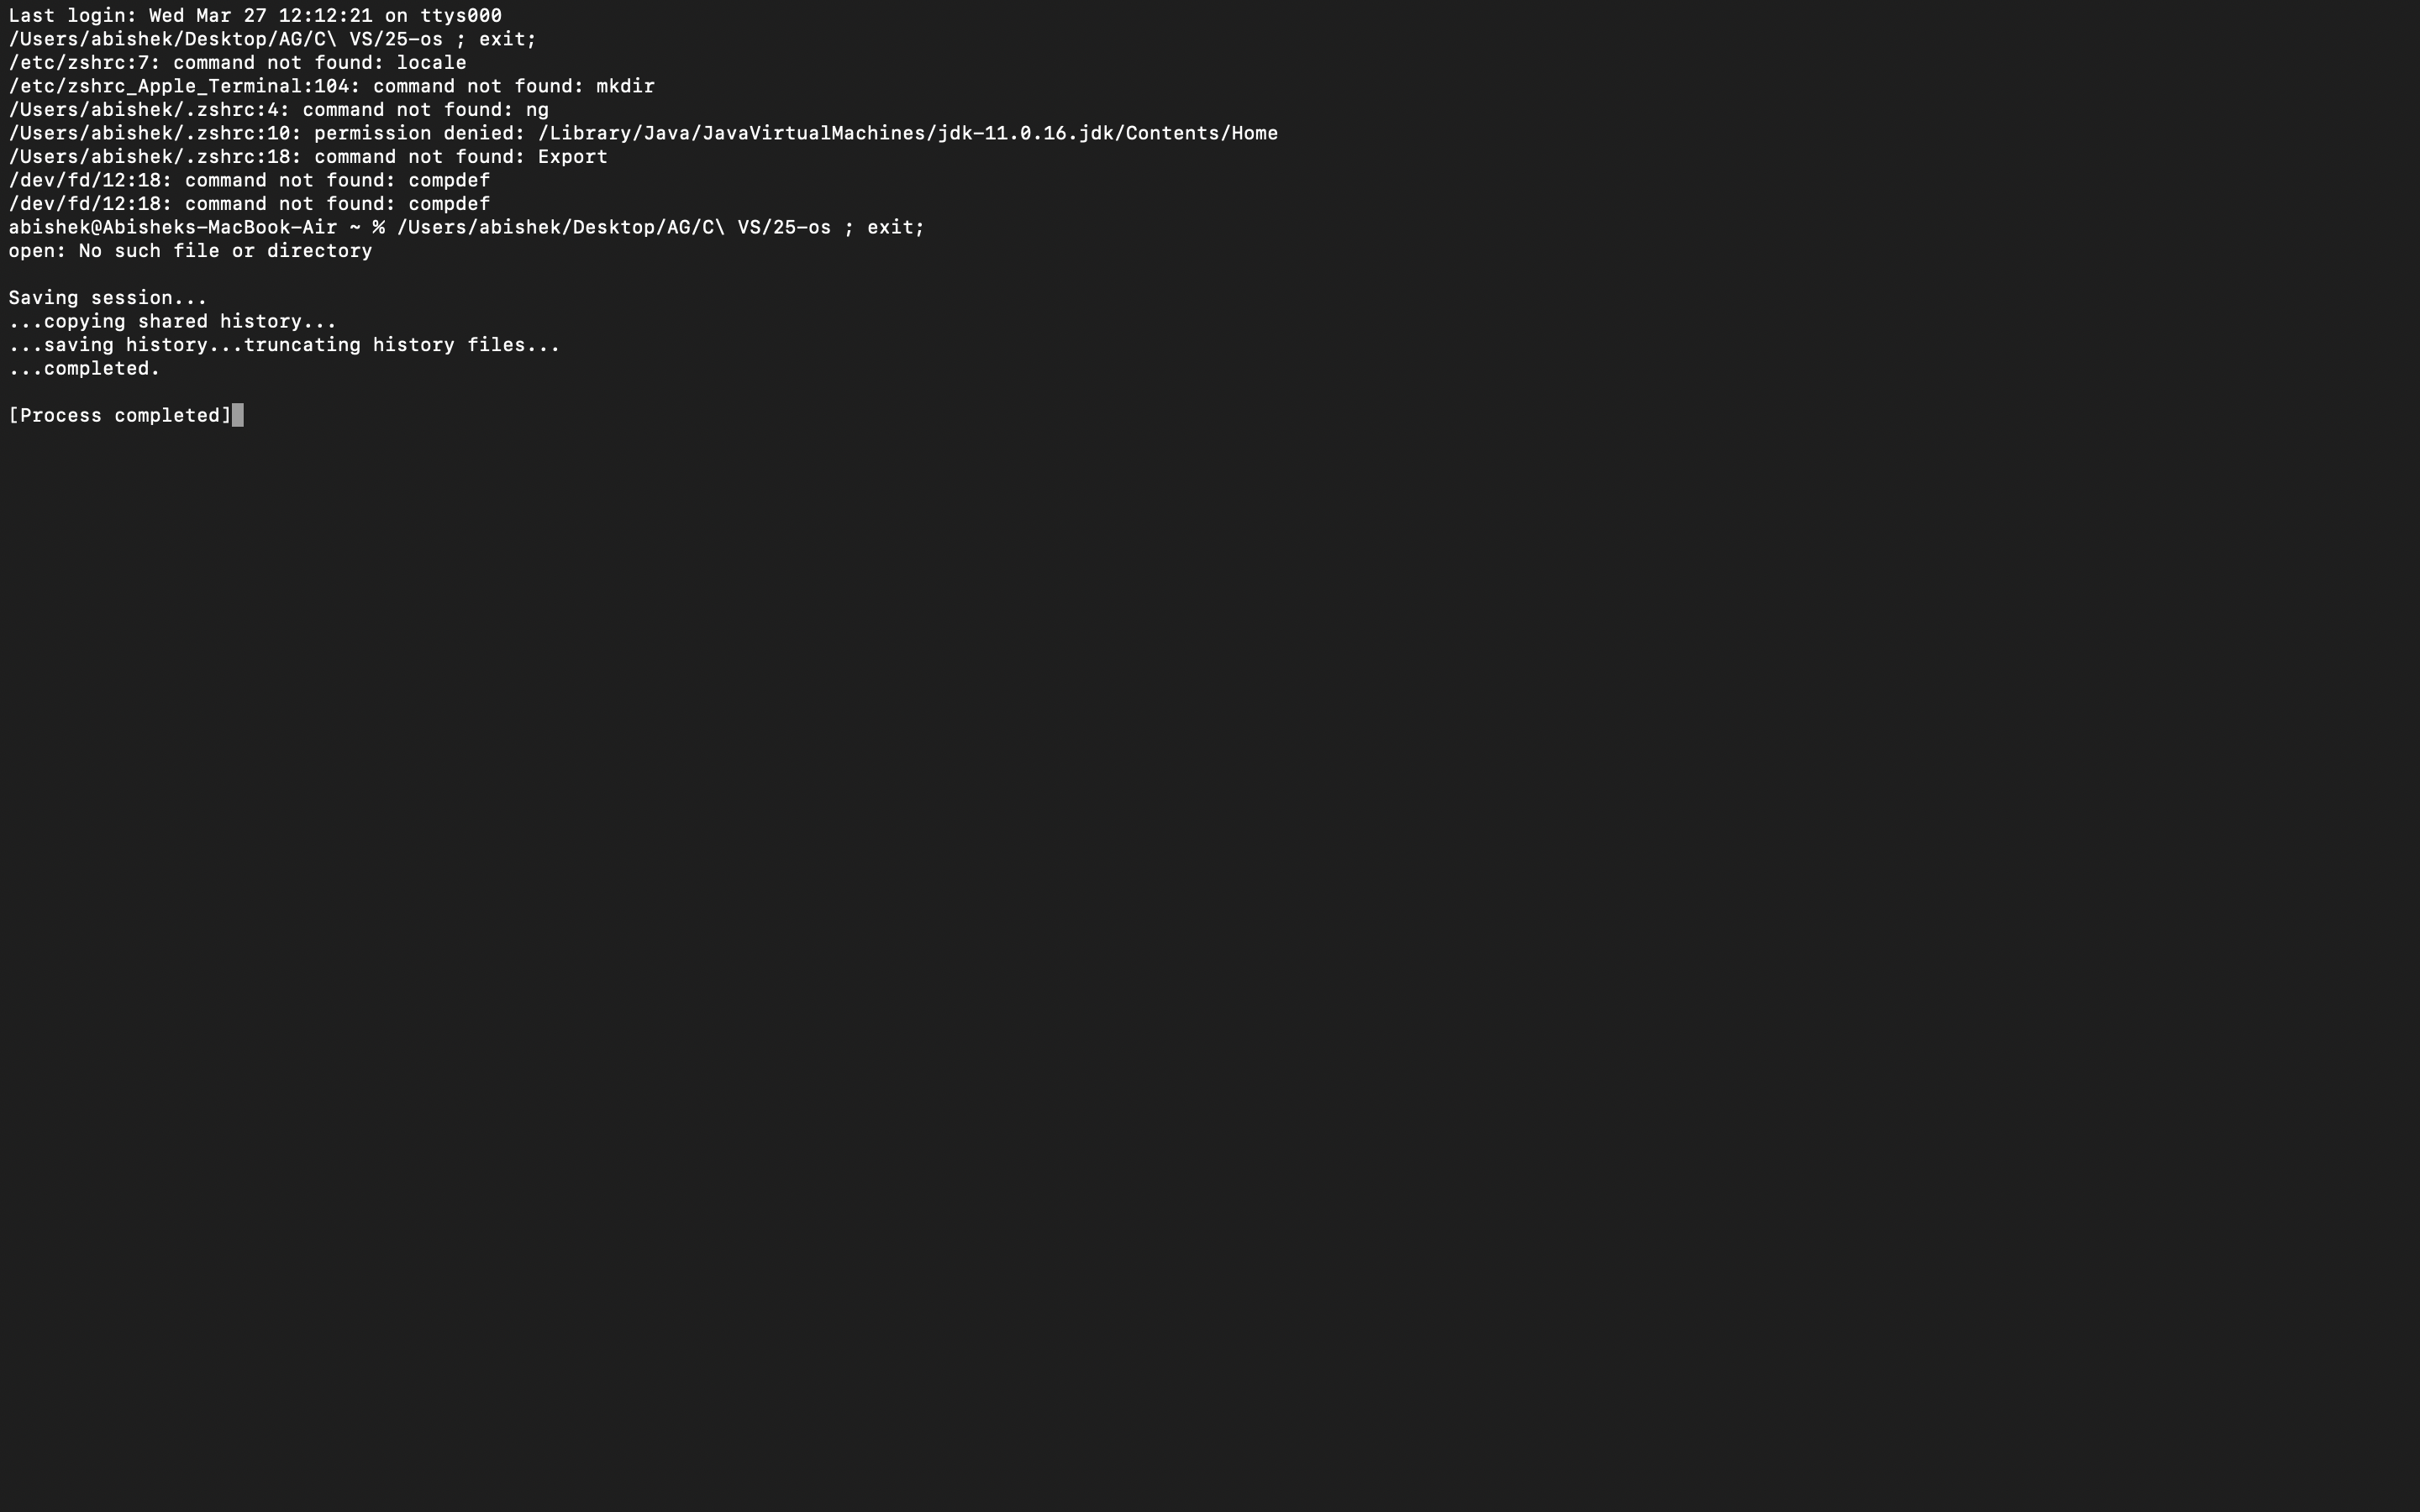 Last login: Wed Mar 27 12:12:21 on ttys000
/Users/abishek/Desktop/AG/C\ VS/25-os ; exit;
/etc/zshrc:7: command not found: locale
/etc/zshrc_Apple_Terminal:104: command not found: mkdir
/Users/abishek/.zshrc:4: command not found: ng
/Users/abishek/.zshrc:10: permission denied: /Library/Java/JavaVirtualMachines/jdk-11.0.16.jdk/Contents/Home
/Users/abishek/.zshrc:18: command not found: Export
/dev/fd/12:18: command not found: compdef
/dev/fd/12:18: command not found: compdef
abishek@Abisheks-MacBook-Air ~ % /Users/abishek/Desktop/AG/C\ VS/25-os ; exit;
open: No such file or directory
Saving session...
...copying shared history...
...saving history...truncating history files...
...completed.
[Process completed]